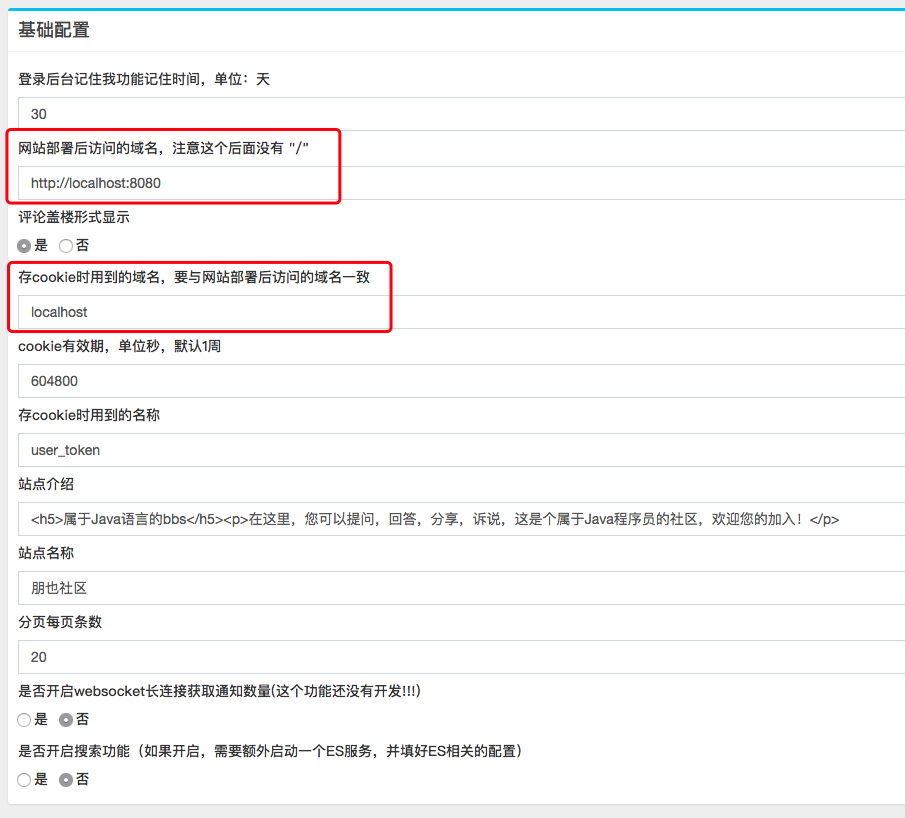 基础配置
登录后台记住我功能记住时间，单位：天
30
网站部署后访问的域名，注意这个后面没有 "/"
http://localhost:8080
评论盖楼形式显示
是 否
存cookie时用到的域名，要与网站部署后访问的域名一致
localhost
cookie有效期，单位秒，默认1周
604800
存cookie时用到的名称
user_token
站点介绍
<h5>属于Java语言的bbs</h5><p>在这里，您可以提问，回答，分享，诉说，这是个属于Java程序员的社区，欢迎您的加入！</p>
站点名称
朋也社区
分页每页条数
20
是否开启websocket长连接获取通知数量(这个功能还没有开发!!!)
是 否
是否开启搜索功能（如果开启，需要额外启动一个ES服务，并填好ES相关的配置）
是 否